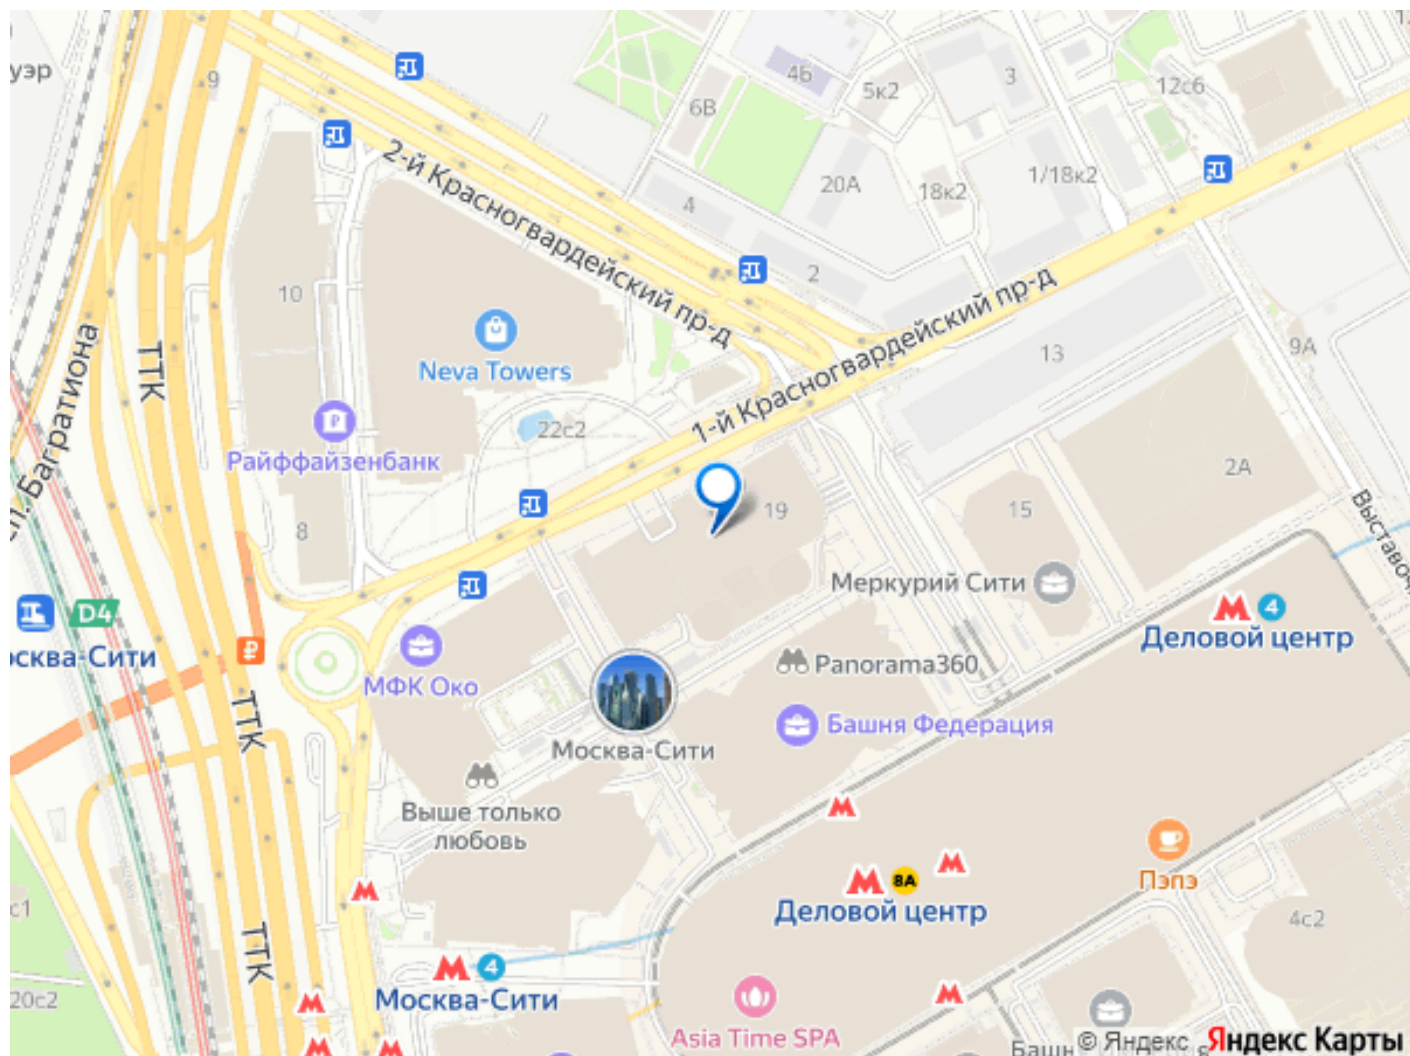 уэр
9
4Б
3
12с6
5к2
6В
2-й Красногвардейский пр-д
20А
18к2
1/18к2
4
2
10
1-й Красногвардейский пр-д
ТТК
Neva Towers
13
9А
Багратиона
22с2
Райффайзенбанк
2А
19
15
8
Меркурий Сити
4
D4
Деловой центр
осква-Сити
Panorama360
МФК Око
Башня Федерация
ТТК
Москва-Сити
Выше только
любовь
8А
Пэпэ
Деловой центр
с1
4с2
ТТК
4
Москва-Сити
20с2
Asia Time SPA
© Яндекс Яндекс Карты